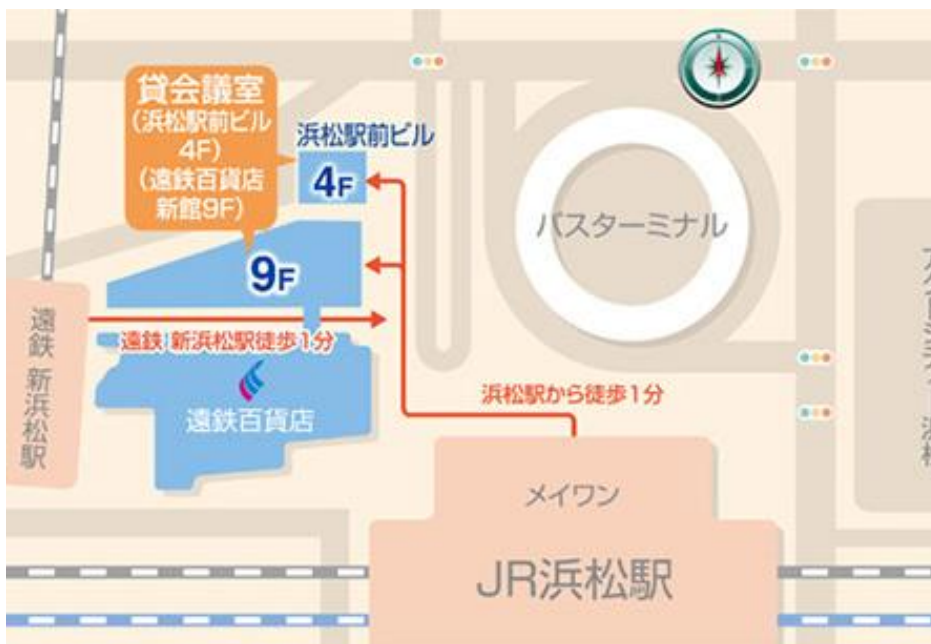 貸会議室
(浜松駅前ビル
4F)
(遠鉄百貨店
新館9F)
浜松駅前ビル
4F
9F
バスターミナル
遠鉄 新浜松駅
遠鉄 新浜松駅徒歩1分
遠鉄百貨店
浜松駅から徒歩1分
メイワン
JR浜松駅